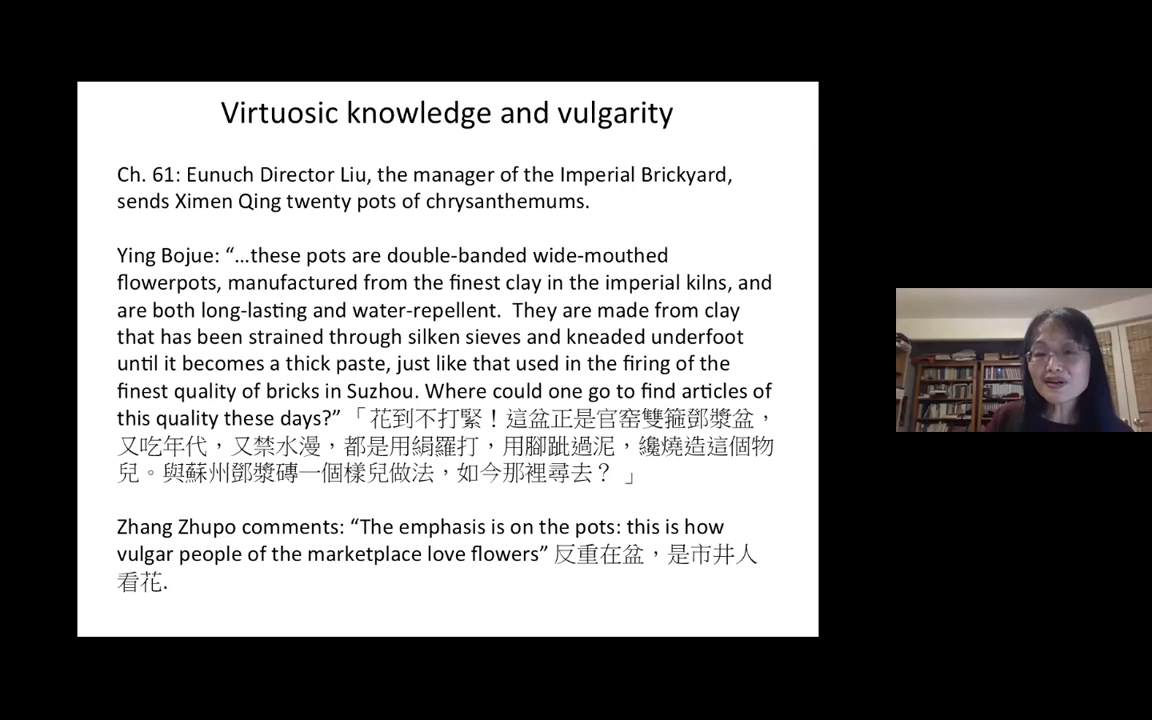 Virtuosic knowledge and vulgarity
Ch. 61: Eunuch Director Liu, the manager of the Imperial Brickyard,
sends Ximen Qing twenty pots of chrysanthemums.
Ying Bojue: “…these pots are double-banded wide-mouthed
flowerpots, manufactured from the finest clay in the imperial kilns, and
are both long-lasting and water-repellent.  They are made from clay
that has been strained through silken sieves and kneaded underfoot
until it becomes a thick paste, just like that used in the firing of the
finest quality of bricks in Suzhou. Where could one go to find articles of
this quality these days?” 「 花到不打緊！這盆正是官窑雙箍鄧漿盆，
又吃年代，又禁水漫，都是用絹羅打，用腳跐過泥，纔燒造這個物
兒。與蘇州鄧漿磚一個樣兒做法，如今那裡尋去？ 」
Zhang Zhupo comments: “The emphasis is on the pots: this is how
vulgar people of the marketplace love flowers” 反重在盆，是市井人
看花.